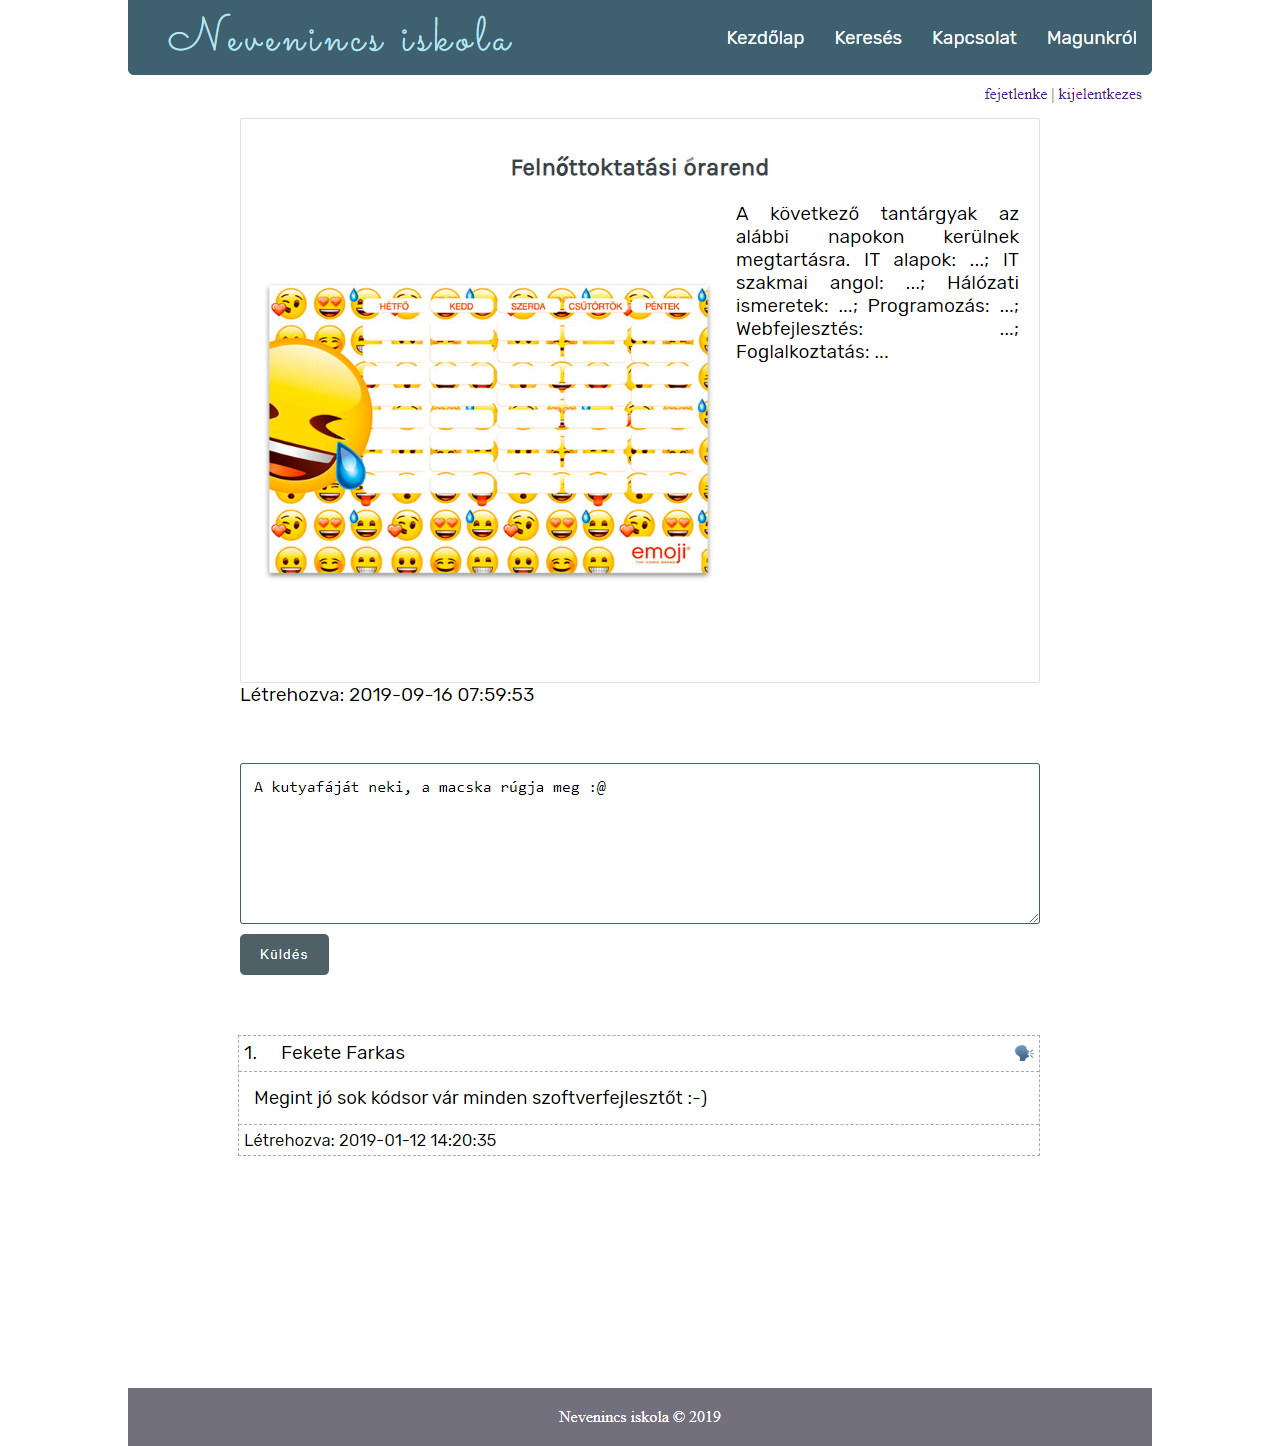 Nevenincs iskola
Kezdőlap Keresés Kapcsolat Magunkról
fejetlenke | kijelentkezes
Felnőttoktatási órarend
HÉTFŐ KEDD SZERDA CSÜTÖRTÖK PÉNTEK
emoji®
A következő tantárgyak az
alábbi napokon kerülnek
megtartásra. IT alapok: ...; IT
szakmai angol: ...; Hálózati
ismeretek: ...; Programozás: ...;
Webfejlesztés: ...;
Foglalkoztatás: ...
Létrehozva: 2019-09-16 07:59:53
A kutyafáját neki, a macska rúgja meg :@
Küldés
1. Fekete Farkas
Megint jó sok kódsor vár minden szoftverfejlesztőt :-)
Létrehozva: 2019-01-12 14:20:35
Nevenincs iskola © 2019